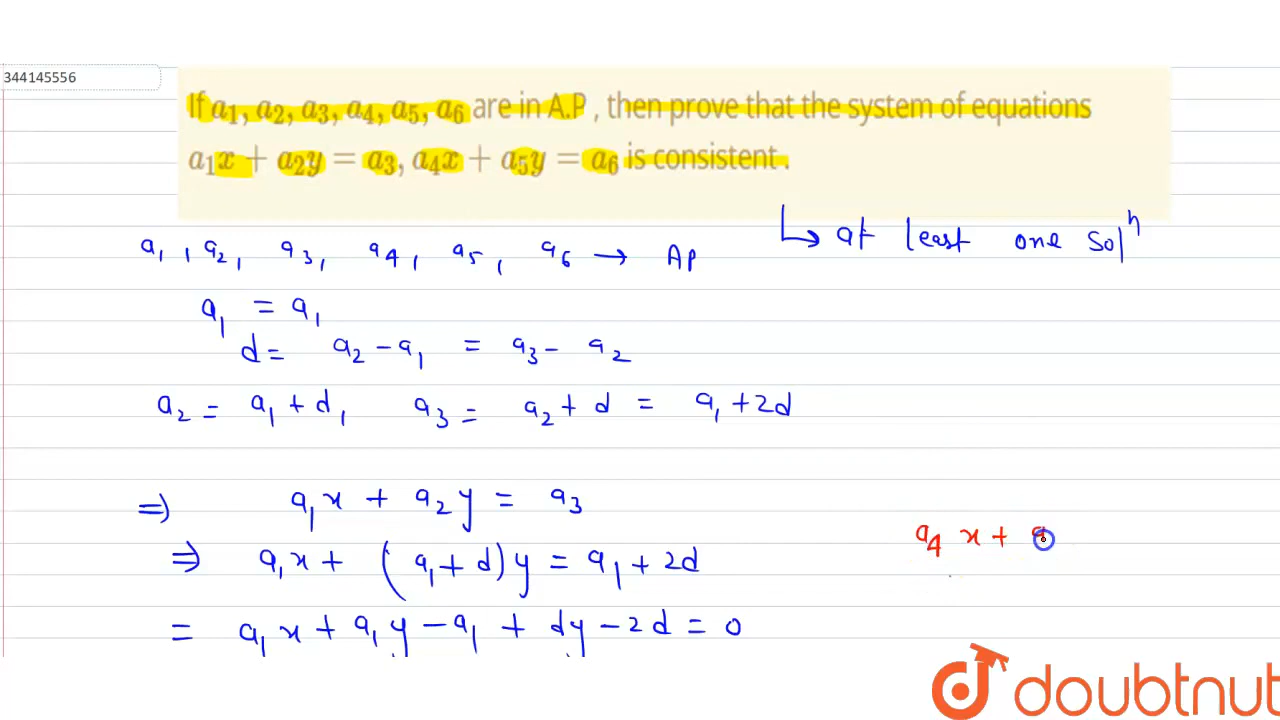 344145556
If a₁, a₂, a₃, a₄, a₅, a₆ are in A.P , then prove that the system of equations
a₁x + a₂y = a₃, a₄x + a₅y = a₆ is consistent .
↳ at least one solⁿ
a₁ , a₂, a₃, a₄, a₅, a₆ → AP
a₁ = a₁
d = a₂ - a₁ = a₃ - a₂
a₂ = a₁ + d, a₃ = a₂ + d = a₁ + 2d
⇒ a₁x + a₂y = a₃
a₄ x + a
⇒ a₁x + (a₁ + d)y = a₁ + 2d
= a₁x + a₁y - a₁ + dy - 2d = 0
doubtnut